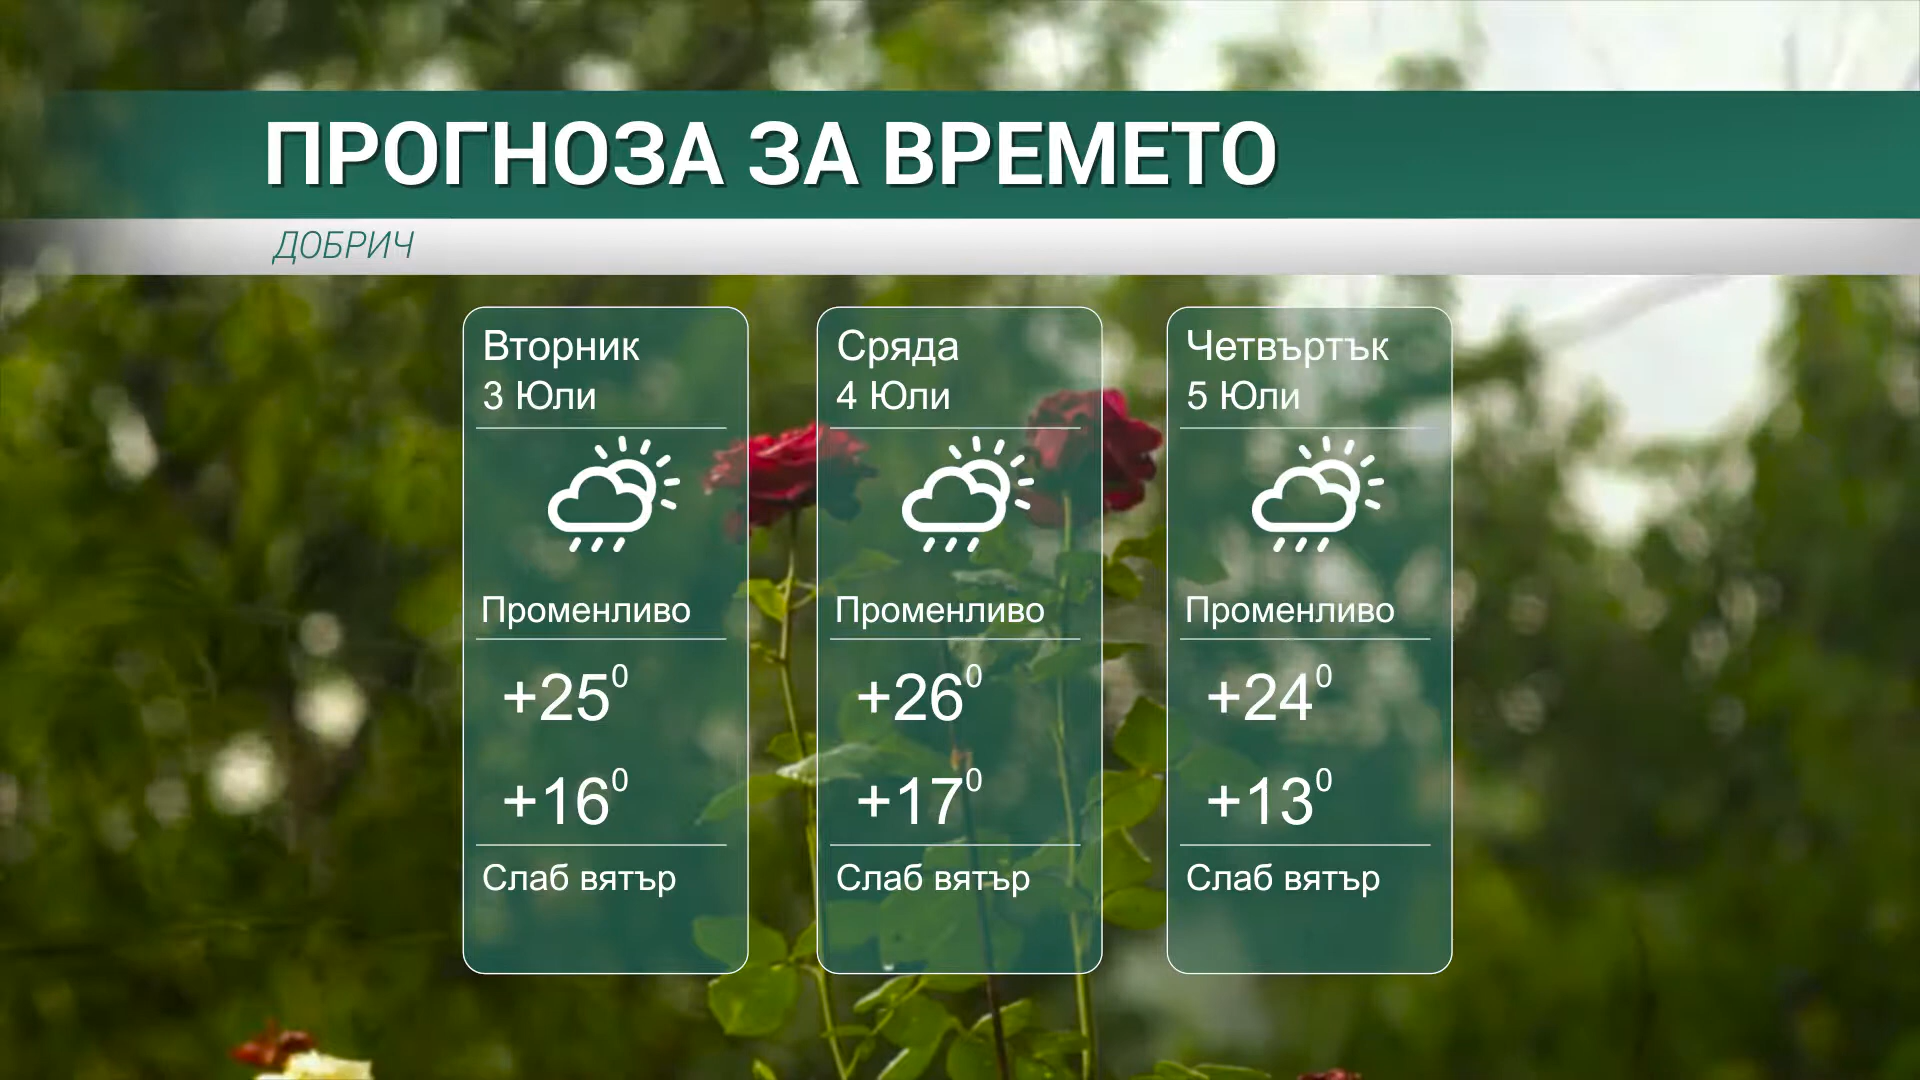 ПРОГНОЗА ЗА ВРЕМЕТО
ДОБРИЧ
Вторник
3 Юли
Променливо
+25⁰
+16⁰
Слаб вятър
Сряда
4 Юли
Променливо
+26⁰
+17⁰
Слаб вятър
Четвъртък
5 Юли
Променливо
+24⁰
+13⁰
Слаб вятър